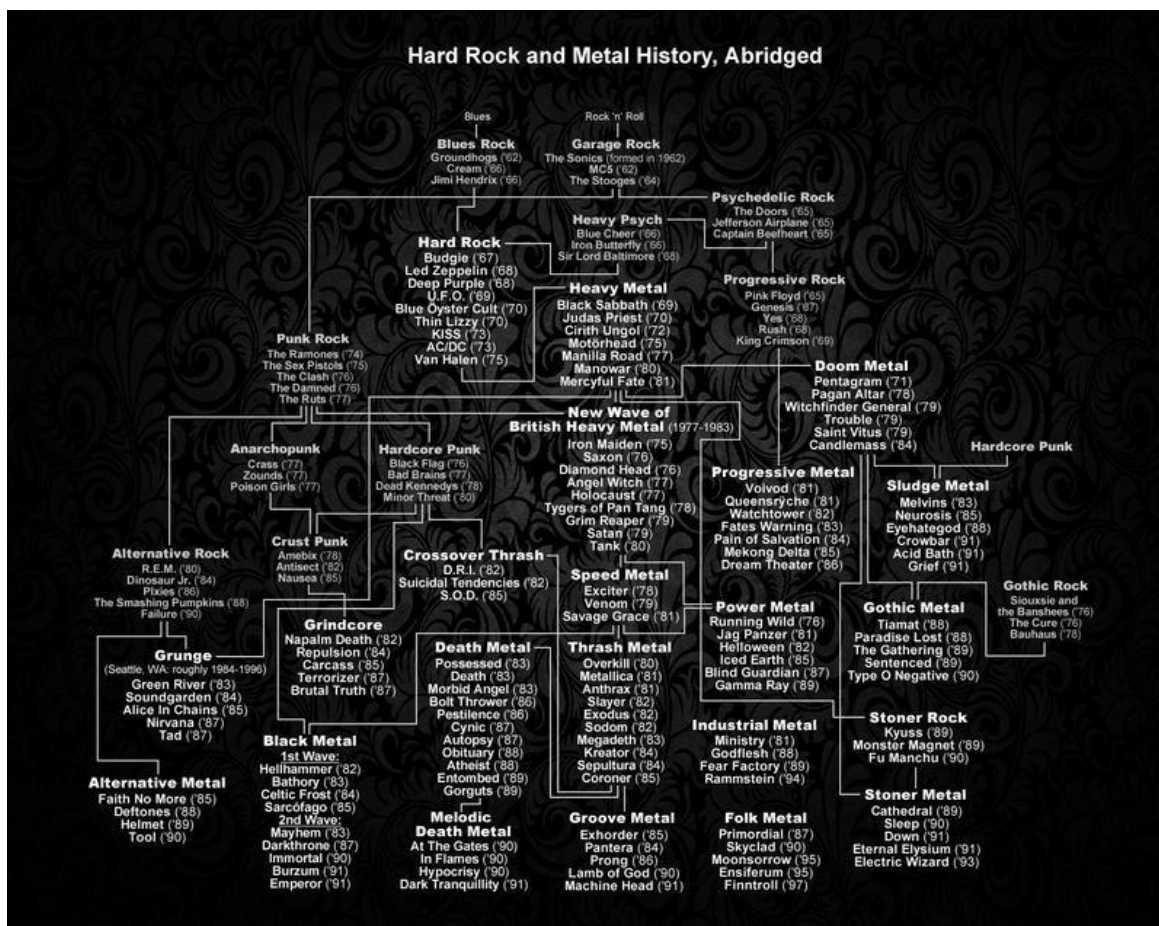 Hard Rock and Metal History, Abridged
Blues
Rock 'n' Roll
Blues Rock
Groundhogs ('62)
Cream ('66)
Jimi Hendrix ('66)
Garage Rock
The Sonics (formed in 1962)
MC5 ('62)
The Stooges ('64)
Psychedelic Rock
The Doors ('65)
Jefferson Airplane ('65)
Captain Beefheart ('65)
Heavy Psych
Blue Cheer ('66)
Iron Butterfly ('66)
Sir Lord Baltimore ('68)
Hard Rock
Budgie ('67)
Led Zeppelin ('68)
Deep Purple ('68)
U.F.O. ('69)
Blue Öyster Cult ('70)
Thin Lizzy ('70)
KISS ('73)
AC/DC ('73)
Van Halen ('75)
Heavy Metal
Black Sabbath ('69)
Judas Priest ('70)
Cirith Ungol ('72)
Motörhead ('75)
Manilla Road ('77)
Manowar ('80)
Mercyful Fate ('81)
Progressive Rock
Pink Floyd ('65)
Genesis ('67)
Yes ('68)
Rush ('68)
King Crimson ('69)
Punk Rock
The Ramones ('74)
The Sex Pistols ('75)
The Clash ('76)
The Damned ('76)
The Ruts ('77)
Doom Metal
Pentagram ('71)
Pagan Altar ('78)
Witchfinder General ('79)
Trouble ('79)
Saint Vitus ('79)
Candlemass ('84)
New Wave of
British Heavy Metal (1977-1983)
Iron Maiden ('75)
Saxon ('76)
Diamond Head ('76)
Angel Witch ('77)
Holocaust ('77)
Tygers of Pan Tang ('78)
Grim Reaper ('79)
Satan ('79)
Tank ('80)
Anarchopunk
Crass ('77)
Zounds ('77)
Poison Girls ('77)
Hardcore Punk
Black Flag ('76)
Bad Brains ('77)
Dead Kennedys ('78)
Minor Threat ('80)
Hardcore Punk
Progressive Metal
Voivod ('81)
Queensrÿche ('81)
Watchtower ('82)
Fates Warning ('83)
Pain of Salvation ('84)
Mekong Delta ('85)
Dream Theater ('86)
Sludge Metal
Melvins ('83)
Neurosis ('85)
Eyehategod ('88)
Crowbar ('91)
Acid Bath ('91)
Grief ('91)
Alternative Rock
R.E.M. ('80)
Dinosaur Jr. ('84)
Pixies ('86)
The Smashing Pumpkins ('88)
Failure ('90)
Crust Punk
Amebix ('78)
Antisect ('82)
Nausea ('85)
Crossover Thrash
D.R.I. ('82)
Suicidal Tendencies ('82)
S.O.D. ('85)
Speed Metal
Exciter ('78)
Venom ('79)
Savage Grace ('81)
Power Metal
Running Wild ('76)
Jag Panzer ('81)
Helloween ('82)
Iced Earth ('85)
Blind Guardian ('87)
Gamma Ray ('89)
Gothic Metal
Tiamat ('88)
Paradise Lost ('88)
The Gathering ('89)
Sentenced ('89)
Type O Negative ('90)
Gothic Rock
Siouxsie and
the Banshees ('76)
The Cure ('76)
Bauhaus ('78)
Grindcore
Napalm Death ('82)
Repulsion ('84)
Carcass ('85)
Terrorizer ('87)
Brutal Truth ('87)
Grunge
(Seattle, WA: roughly 1984-1996)
Green River ('83)
Soundgarden ('84)
Alice In Chains ('85)
Nirvana ('87)
Tad ('87)
Death Metal
Possessed ('83)
Death ('83)
Morbid Angel ('83)
Bolt Thrower ('86)
Pestilence ('86)
Cynic ('87)
Autopsy ('87)
Obituary ('88)
Atheist ('88)
Entombed ('89)
Gorguts ('89)
Thrash Metal
Overkill ('80)
Metallica ('81)
Anthrax ('81)
Slayer ('82)
Exodus ('82)
Sodom ('82)
Megadeth ('83)
Kreator ('84)
Sepultura ('84)
Coroner ('85)
Industrial Metal
Ministry ('81)
Godflesh ('88)
Fear Factory ('89)
Rammstein ('94)
Stoner Rock
Kyuss ('89)
Monster Magnet ('89)
Fu Manchu ('90)
Black Metal
1st Wave:
Hellhammer ('82)
Bathory ('83)
Celtic Frost ('84)
Sarcófago ('85)
2nd Wave:
Mayhem ('83)
Darkthrone ('87)
Immortal ('90)
Burzum ('91)
Emperor ('91)
Alternative Metal
Faith No More ('85)
Deftones ('88)
Helmet ('89)
Tool ('90)
Stoner Metal
Cathedral ('89)
Sleep ('90)
Down ('91)
Eternal Elysium ('91)
Electric Wizard ('93)
Melodic
Death Metal
At The Gates ('90)
In Flames ('90)
Hypocrisy ('90)
Dark Tranquillity ('91)
Groove Metal
Exhorder ('85)
Pantera ('84)
Prong ('86)
Lamb of God ('90)
Machine Head ('91)
Folk Metal
Primordial ('87)
Skyclad ('90)
Moonsorrow ('95)
Ensiferum ('95)
Finntroll ('97)